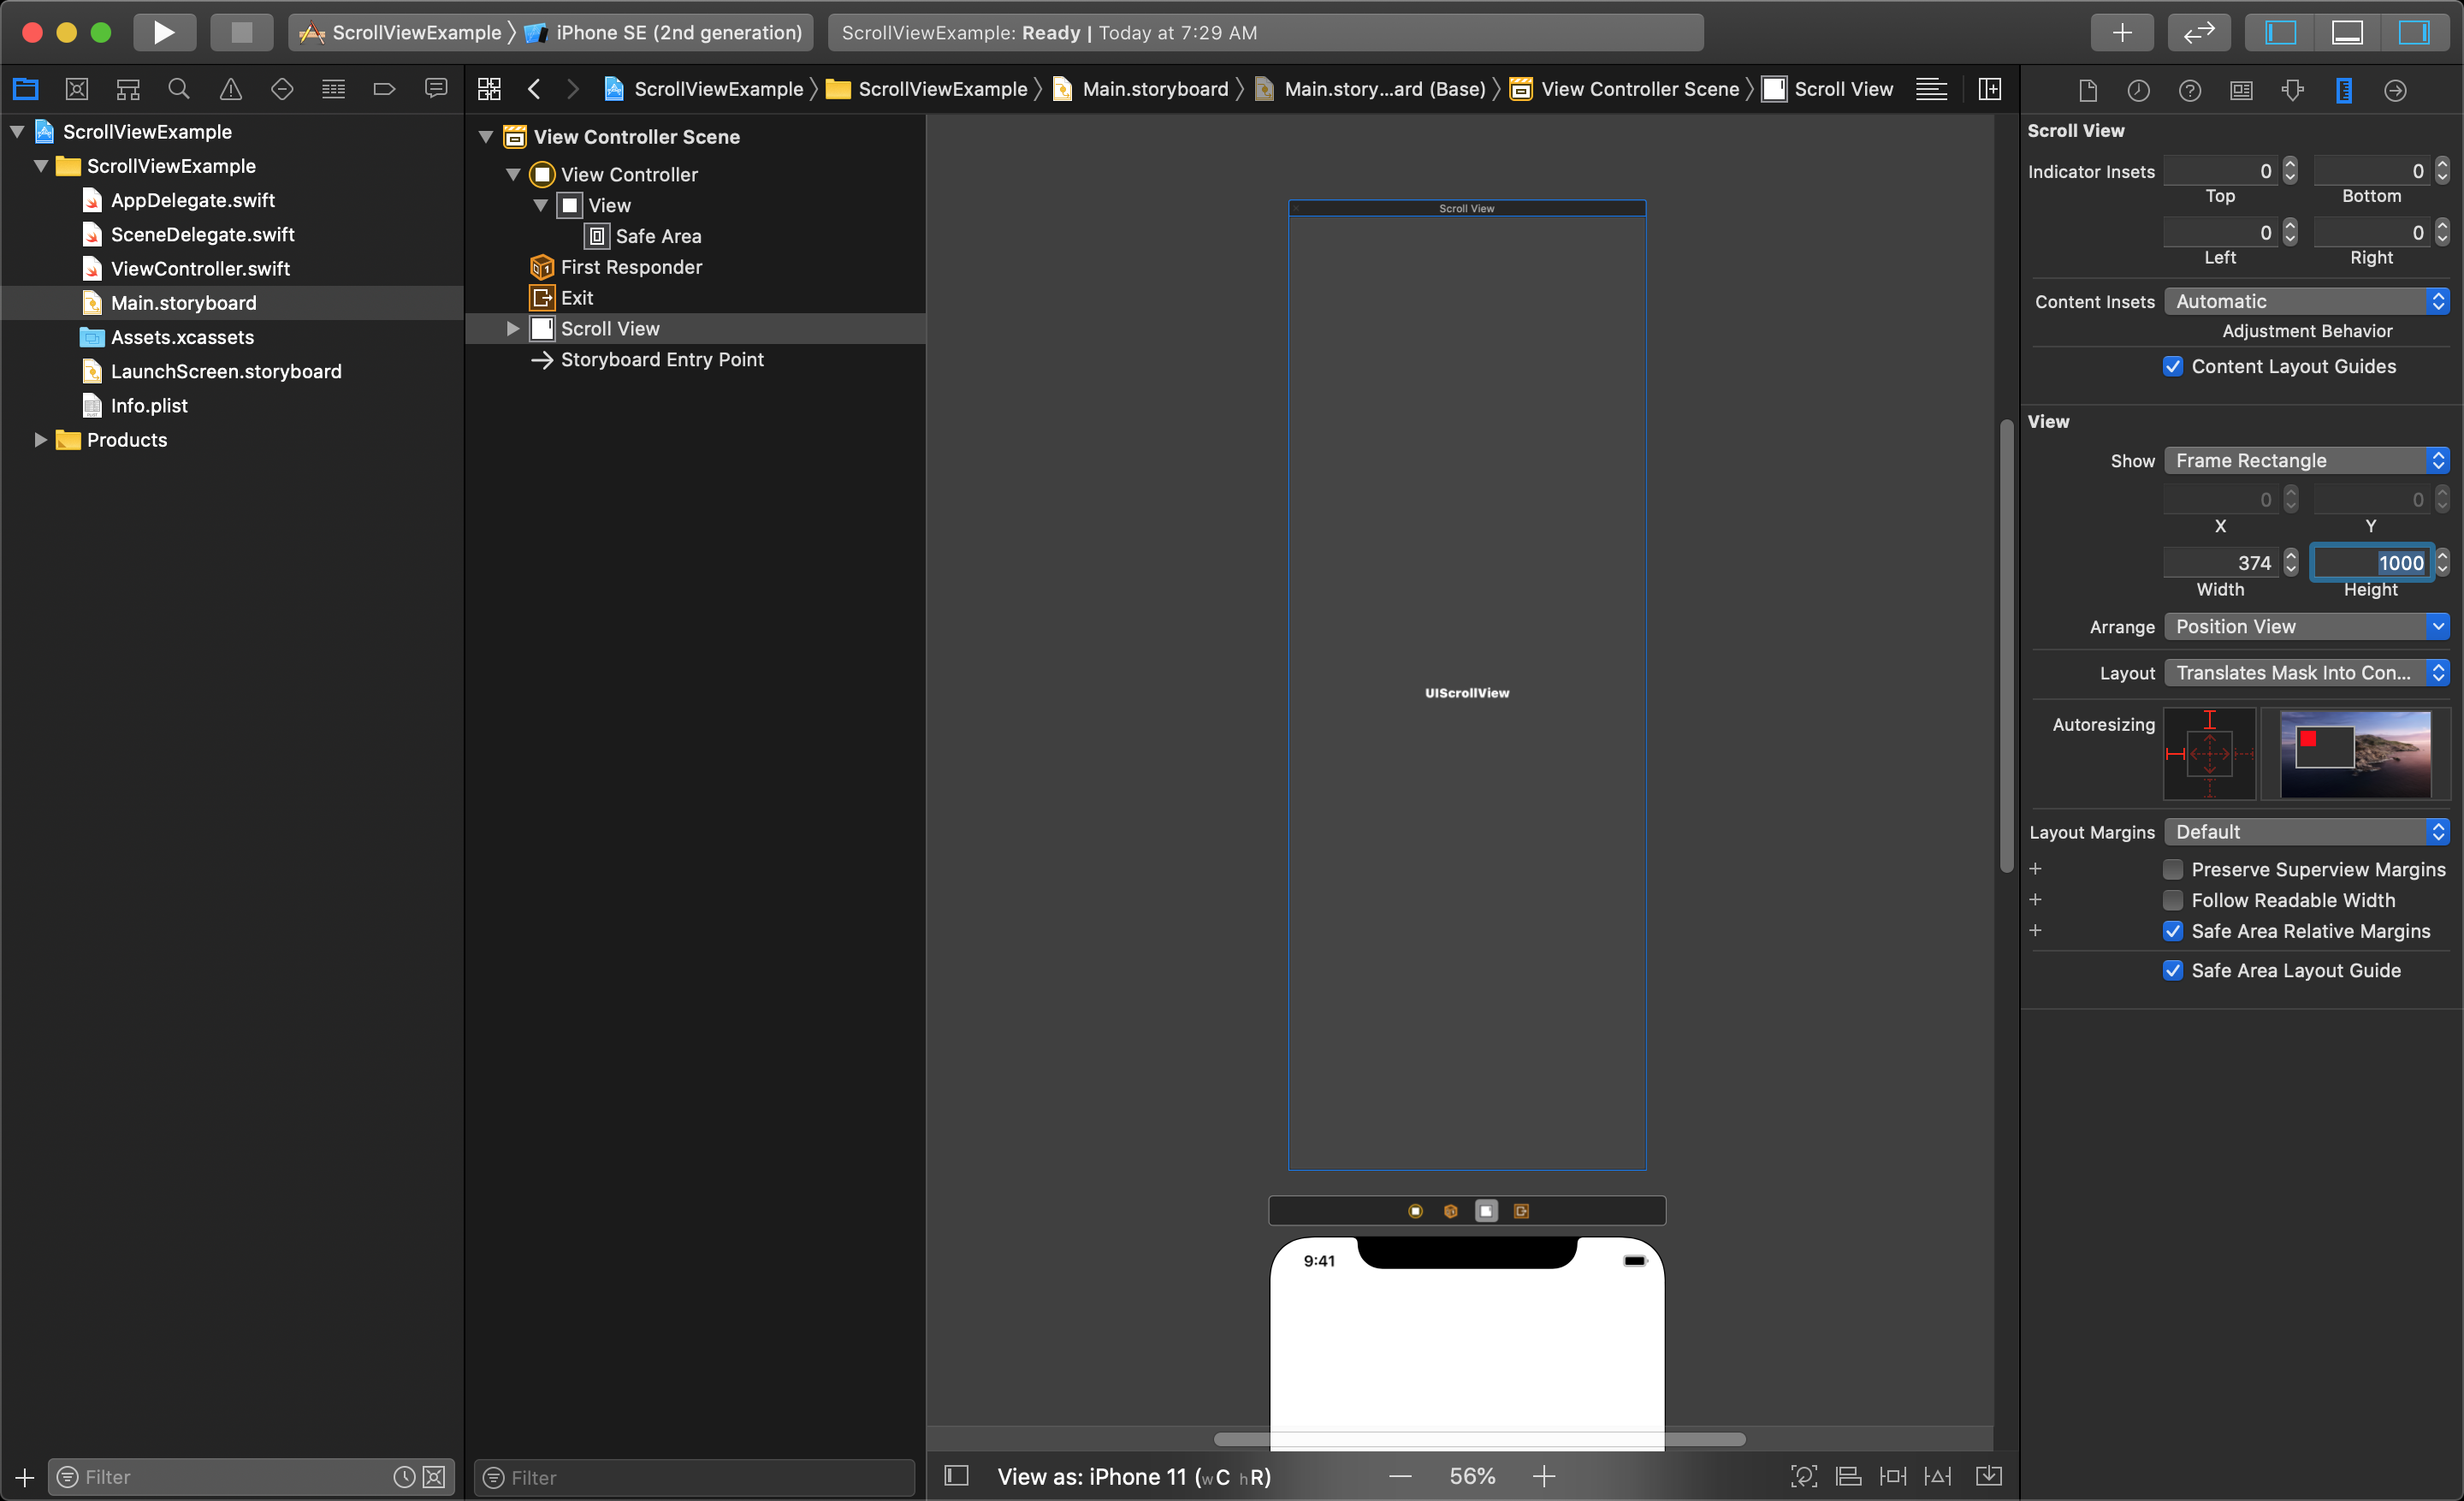 ScrollViewExample 〉 iPhone SE (2nd generation)
ScrollViewExample: Ready | Today at 7:29 AM
ScrollViewExample 〉 ScrollViewExample 〉 Main.storyboard 〉 Main.story...ard (Base) 〉 View Controller Scene 〉 Scroll View
ScrollViewExample
ScrollViewExample
AppDelegate.swift
SceneDelegate.swift
ViewController.swift
Main.storyboard
Assets.xcassets
LaunchScreen.storyboard
Info.plist
Products
Filter
View Controller Scene
View Controller
View
Safe Area
First Responder
Exit
Scroll View
Storyboard Entry Point
Filter
Scroll View
UIScrollView
9:41
View as: iPhone 11 (wC hR)
56%
Scroll View
Indicator Insets 0 0
Top Bottom
0 0
Left Right
Content Insets Automatic
Adjustment Behavior
Content Layout Guides
View
Show Frame Rectangle
0 0
X Y
374 1000
Width Height
Arrange Position View
Layout Translates Mask Into Con...
Autoresizing
Layout Margins Default
Preserve Superview Margins
Follow Readable Width
Safe Area Relative Margins
Safe Area Layout Guide